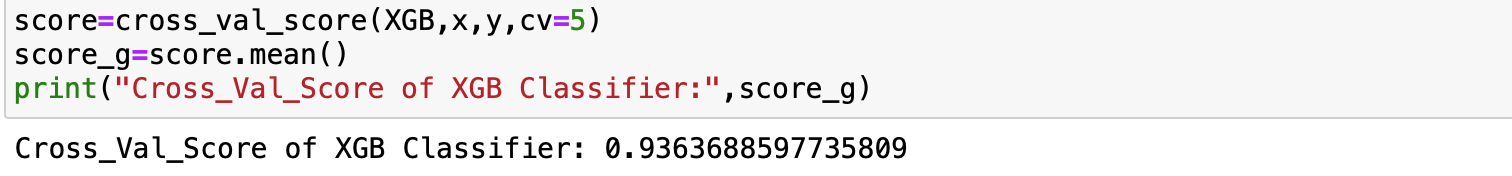 score=cross_val_score(XGB,x,y,cv=5)
score_g=score.mean()
print("Cross_Val_Score of XGB Classifier:",score_g)
Cross_Val_Score of XGB Classifier: 0.9363688597735809